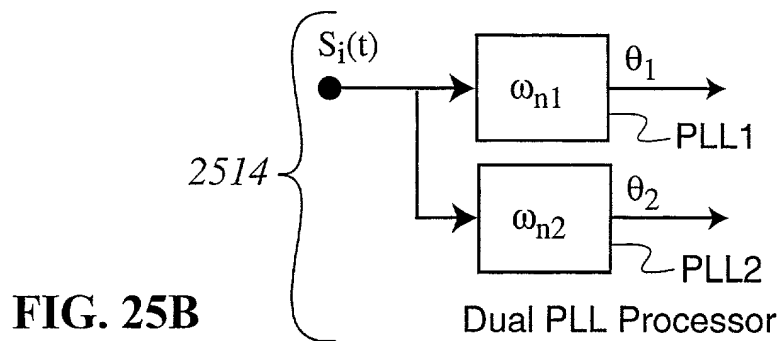 Sᵢ(t)
θ₁
ωₙ₁
PLL1
2514
θ₂
ωₙ₂
PLL2
FIG. 25B
Dual PLL Processor